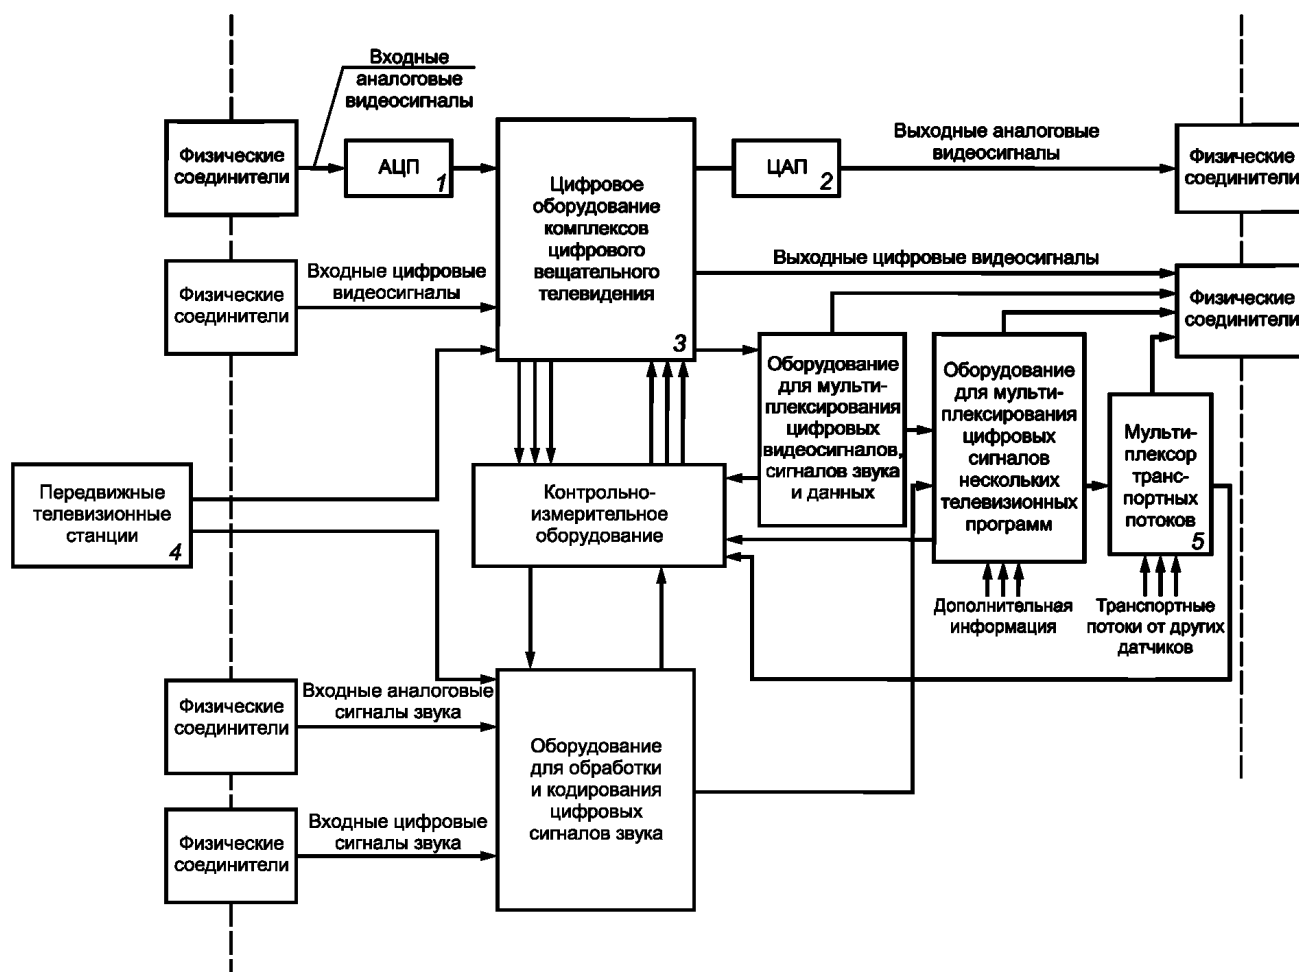 Входные
аналоговые
видеосигналы
Физические
соединители
АЦП
1
Цифровое
оборудование
комплексов
цифрового
вещательного
телевидения
3
ЦАП
2
Выходные аналоговые
видеосигналы
Физические
соединители
Физические
соединители
Входные цифровые
видеосигналы
Выходные цифровые видеосигналы
Физические
соединители
Оборудование
для мульти-
плексирования
цифровых
видеосигналов,
сигналов звука
и данных
Оборудование
для мульти-
плексирования
цифровых
сигналов
нескольких
телевизионных
программ
Мульти-
плексор
транс-
портных
потоков
5
Передвижные
телевизионные
станции
4
Контрольно-
измерительное
оборудование
Дополнительная
информация
Транспортные
потоки от других
датчиков
Физические
соединители
Входные аналоговые
сигналы звука
Оборудование
для обработки
и кодирования
цифровых
сигналов звука
Физические
соединители
Входные цифровые
сигналы звука